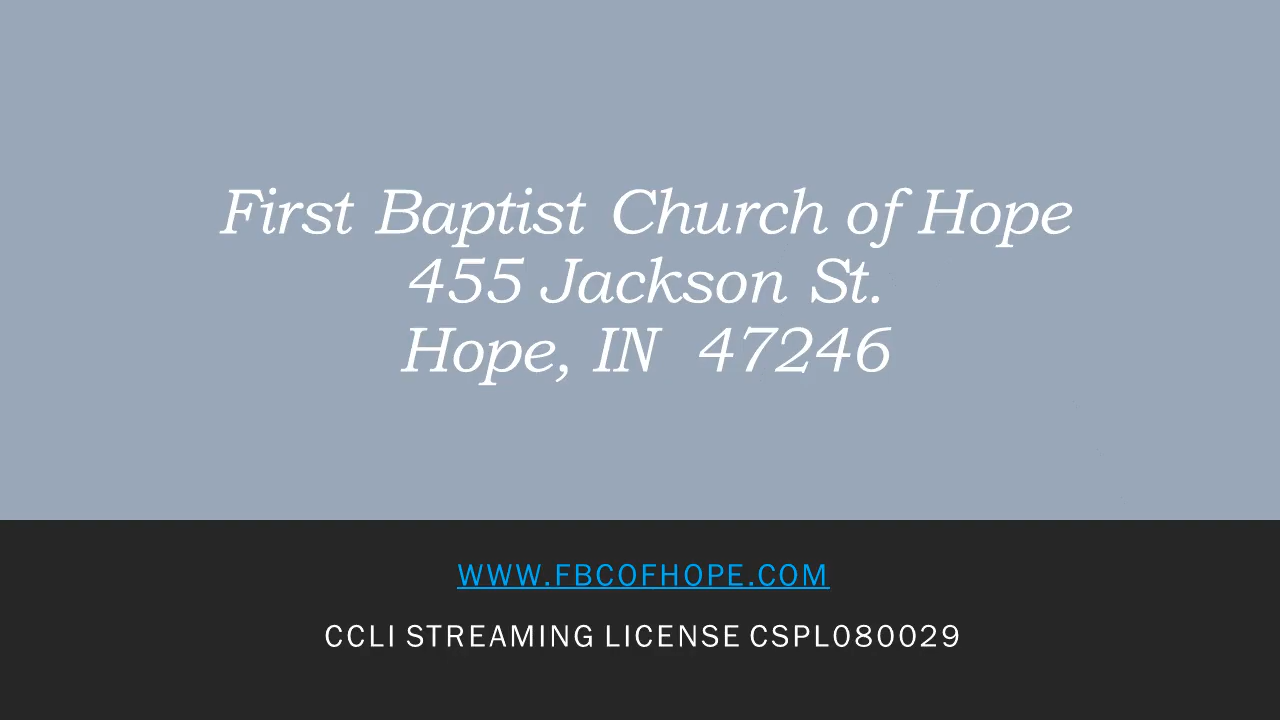 First Baptist Church of Hope
455 Jackson St.
Hope, IN  47246
WWW.FBCOFHOPE.COM
CCLI STREAMING LICENSE CSPL080029